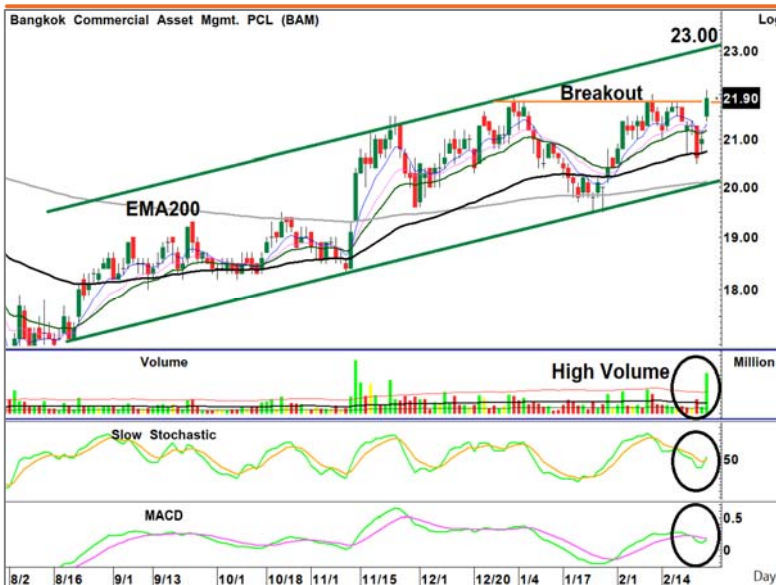 Bangkok Commercial Asset Mgmt. PCL (BAM)
Log
23.00
23.00
Breakout
21.90
21.00
20.00
EMA200
19.00
18.00
Volume
High Volume
Million
Slow Stochastic
50
MACD
0.5
0
8/2 8/16 9/1 9/13 10/1 10/18 11/1 11/15 12/1 12/20 1/4 1/17 2/1
Day